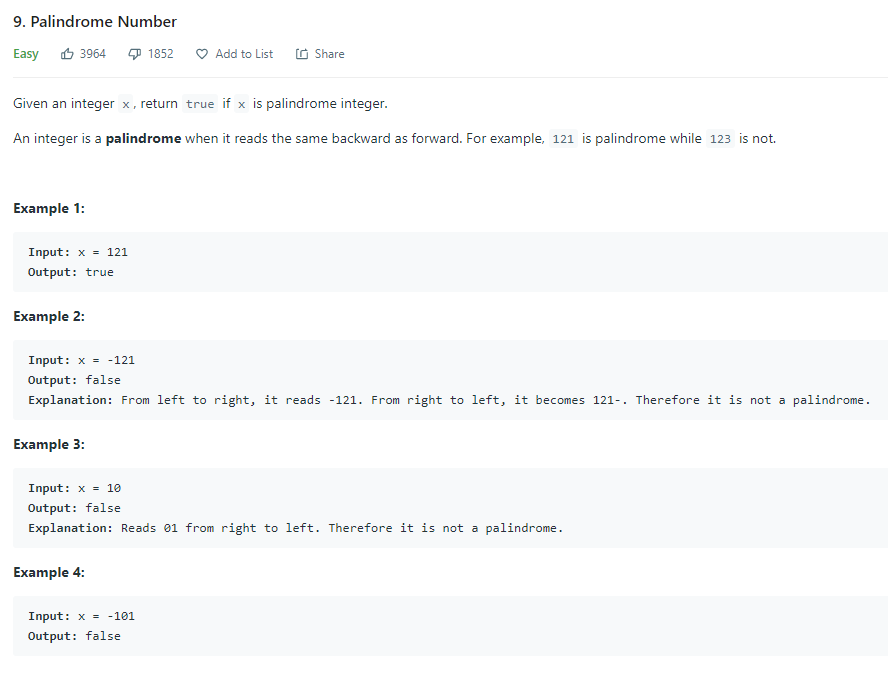 9. Palindrome Number
Easy 3964 1852 Add to List Share
Given an integer x, return true if x is palindrome integer.
An integer is a palindrome when it reads the same backward as forward. For example, 121 is palindrome while 123 is not.
Example 1:
Input: x = 121
Output: true
Example 2:
Input: x = -121
Output: false
Explanation: From left to right, it reads -121. From right to left, it becomes 121-. Therefore it is not a palindrome.
Example 3:
Input: x = 10
Output: false
Explanation: Reads 01 from right to left. Therefore it is not a palindrome.
Example 4:
Input: x = -101
Output: false